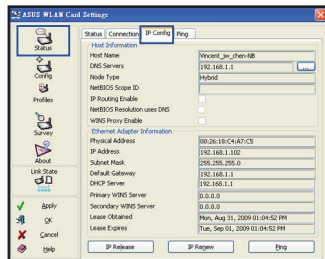 ASUS WLAN Card Settings
Status
Config
Profiles
Survey
About
Link State
Apply
OK
Cancel
Help
Status Connection IP Config Ping
Host Information
Host Name Vincent_jw_chen-NB
DNS Servers 192.168.1.1 ...
Node Type Hybrid
NetBIOS Scope ID
IP Routing Enable
NetBIOS Resolution uses DNS
WINS Proxy Enable
Ethernet Adapter Information
Physical Address 00:26:18:C4:A7:C5
IP Address 192.168.1.102
Subnet Mask 255.255.255.0
Default Gateway 192.168.1.1
DHCP Server 192.168.1.1
Primary WINS Server 0.0.0.0
Secondary WINS Server 0.0.0.0
Lease Obtained Mon, Aug 31, 2009 01:04:52 PM
Lease Expires Tue, Sep 01, 2009 01:04:52 PM
IP Release IP Renew Ping